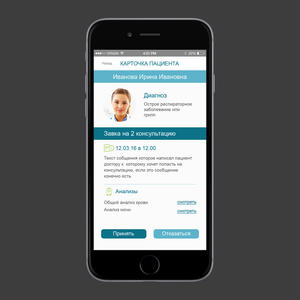 4:21 PM
Назад
КАРТОЧКА ПАЦИЕНТА
Иванова Ирина Ивановна
Диагноз
Острое распираторное
заболевание или
грипп
Завка на 2 консультацию
12.03.16 в 12.00
Текст собщения которое написал пациент
доктору к которому хочет попасть на
консультацию, если это сообщение
конечно есть
Анализы
Общий анализ крови смотреть
Анализ мочи смотреть
Принять Отказаться